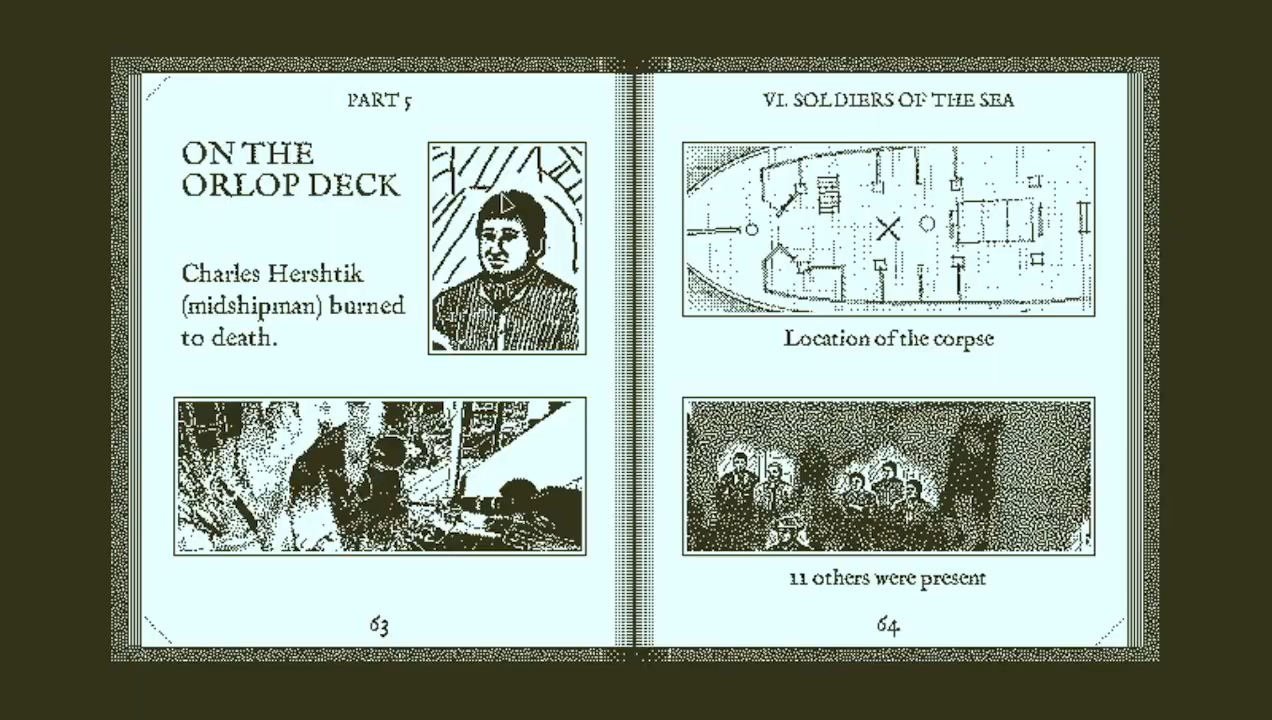 PART 5
ON THE
ORLOP DECK
Charles Hershtik
(midshipman) burned
to death.
63
VI. SOLDIERS OF THE SEA
Location of the corpse
11 others were present
64